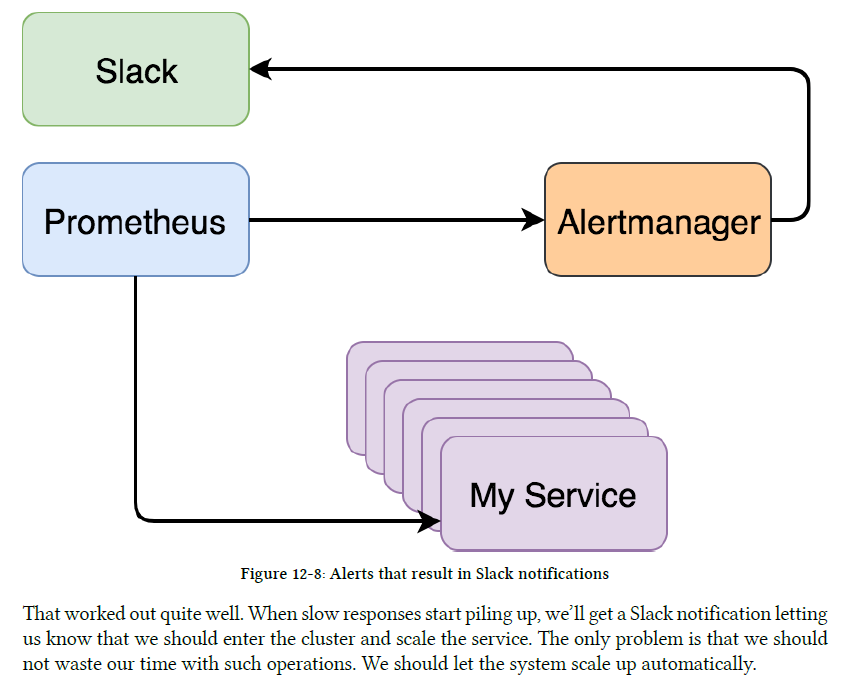 Slack
Prometheus
Alertmanager
My Service
Figure 12-8: Alerts that result in Slack notifications
That worked out quite well. When slow responses start piling up, we’ll get a Slack notification letting
us know that we should enter the cluster and scale the service. The only problem is that we should
not waste our time with such operations. We should let the system scale up automatically.